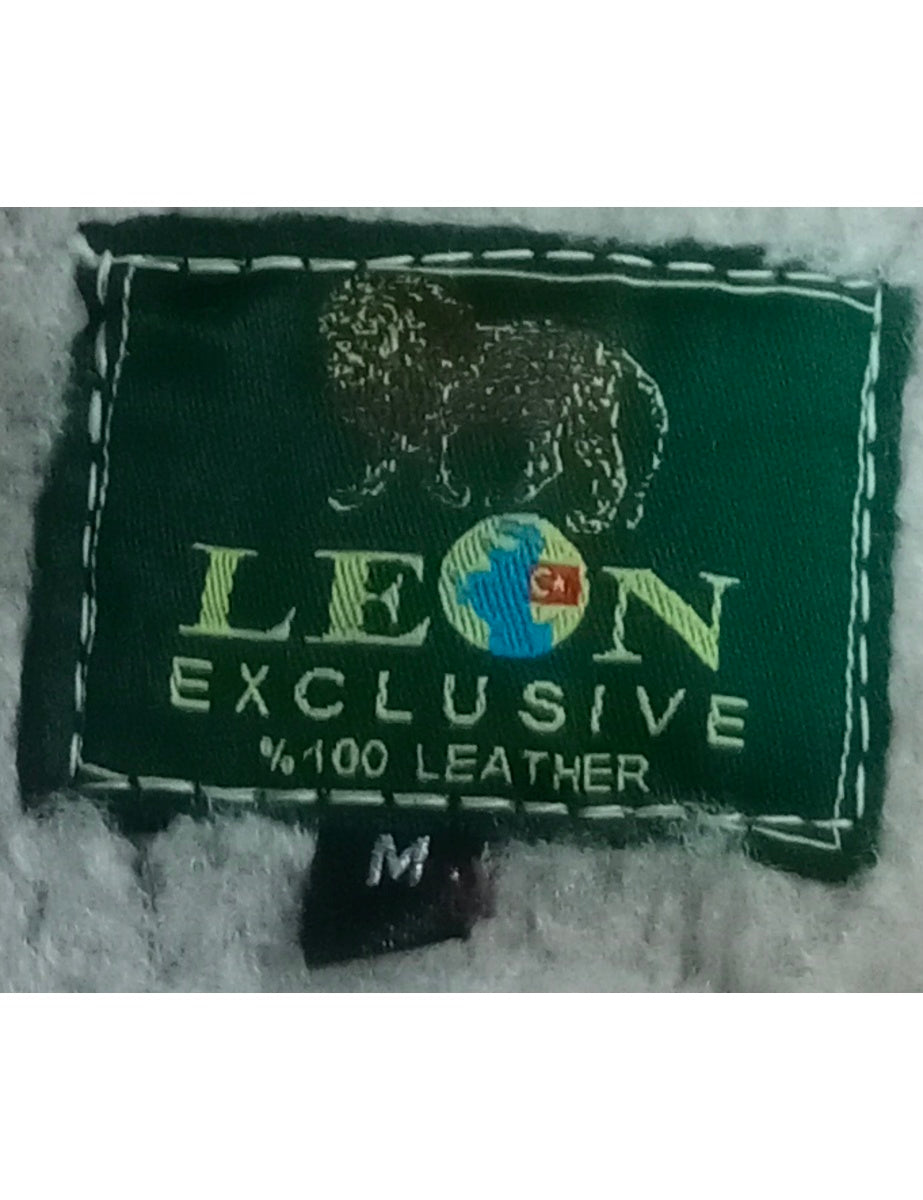 LEON
EXCLUSIVE
%100 LEATHER
M